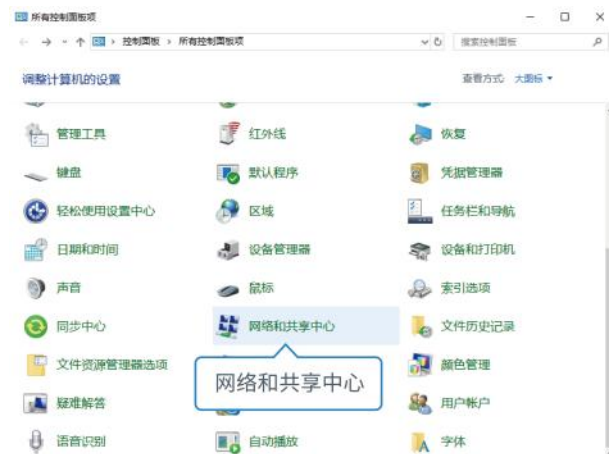 所有控制面板项
控制面板 > 所有控制面板项
搜索控制面板
调整计算机的设置
查看方式: 大图标
管理工具
红外线
恢复
键盘
默认程序
凭据管理器
轻松使用设置中心
区域
任务栏和导航
日期和时间
设备管理器
设备和打印机
声音
鼠标
索引选项
同步中心
网络和共享中心
文件历史记录
文件资源管理器选项
网络和共享中心
颜色管理
疑难解答
用户帐户
语音识别
自动播放
字体